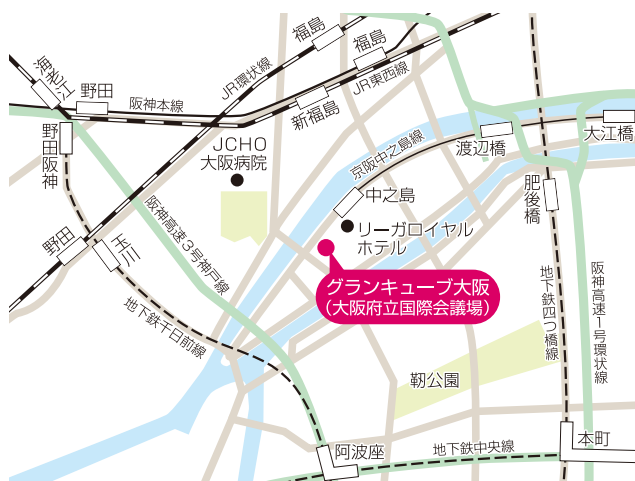 福島
福島
海老江
野田
阪神本線
JR環状線
JR東西線
新福島
野田阪神
JCHO
大阪病院
京阪中之島線
渡辺橋
大江橋
中之島
肥後橋
阪神高速3号神戸線
リーガロイヤル
ホテル
野田
玉川
グランキューブ大阪
(大阪府立国際会議場)
地下鉄千日前線
地下鉄四つ橋線
阪神高速1号環状線
靭公園
阿波座
地下鉄中央線
本町